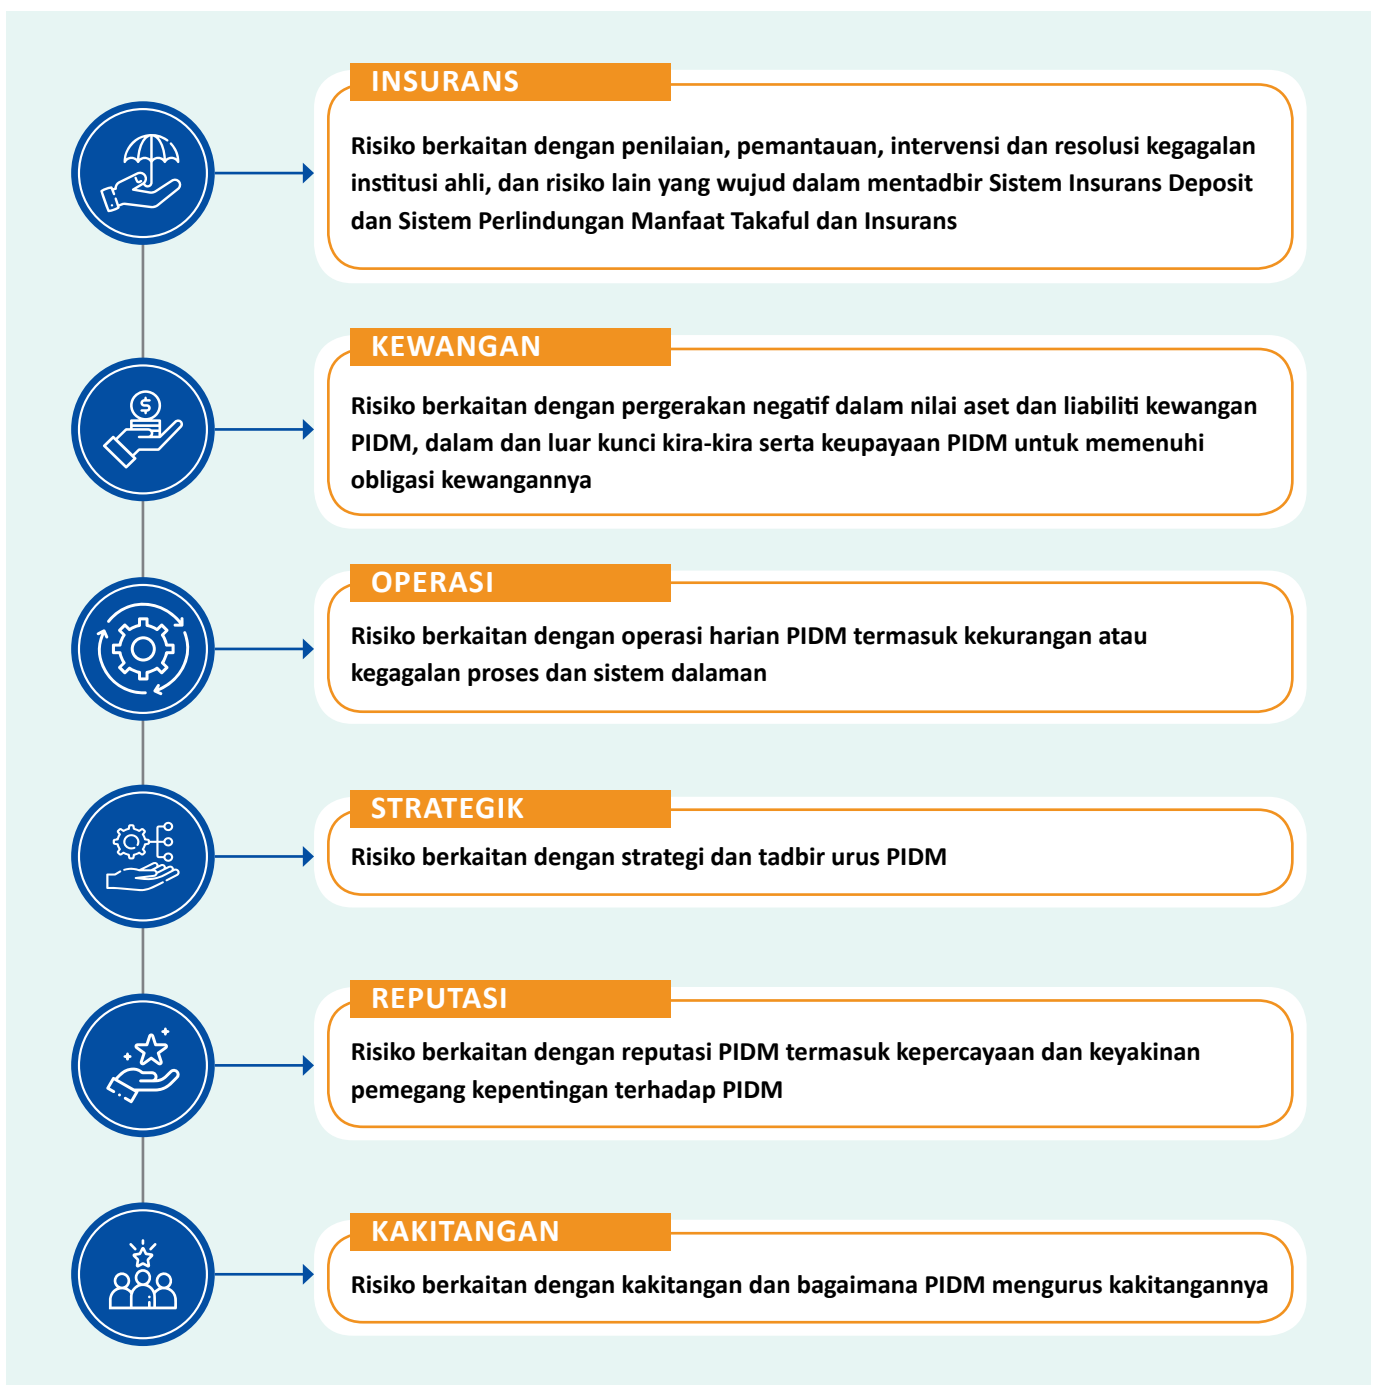 INSURANS
Risiko berkaitan dengan penilaian, pemantauan, intervensi dan resolusi kegagalan
institusi ahli, dan risiko lain yang wujud dalam mentadbir Sistem Insurans Deposit
dan Sistem Perlindungan Manfaat Takaful dan Insurans
KEWANGAN
$
Risiko berkaitan dengan pergerakan negatif dalam nilai aset dan liabiliti kewangan
PIDM, dalam dan luar kunci kira-kira serta keupayaan PIDM untuk memenuhi
obligasi kewangannya
OPERASI
Risiko berkaitan dengan operasi harian PIDM termasuk kekurangan atau
kegagalan proses dan sistem dalaman
STRATEGIK
Risiko berkaitan dengan strategi dan tadbir urus PIDM
REPUTASI
Risiko berkaitan dengan reputasi PIDM termasuk kepercayaan dan keyakinan
pemegang kepentingan terhadap PIDM
KAKITANGAN
Risiko berkaitan dengan kakitangan dan bagaimana PIDM mengurus kakitangannya